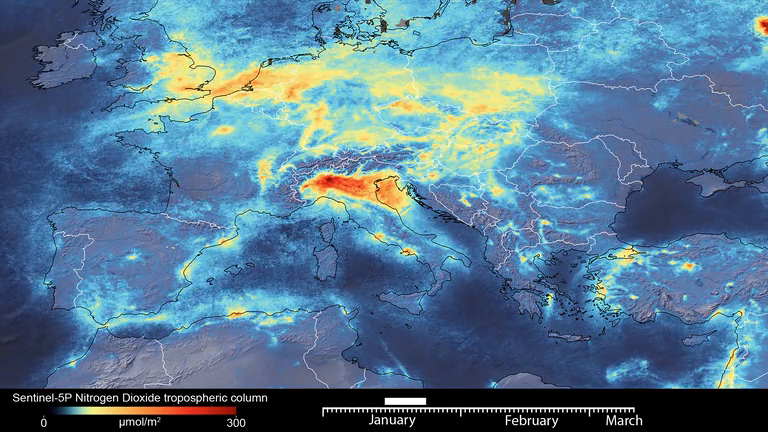 Sentinel-5P Nitrogen Dioxide tropospheric column
0 μmol/m² 300
January February March